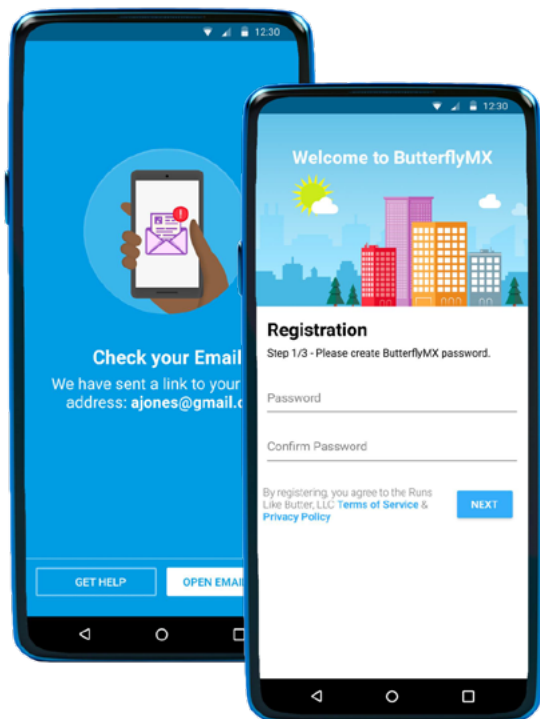 12:30
Check your Email
We have sent a link to your
address: ajones@gmail.c
GET HELP
OPEN EMAI
12:30
Welcome to ButterflyMX
Registration
Step 1/3 - Please create ButterflyMX password.
Password
Confirm Password
By registering, you agree to the Runs
Like Butter, LLC Terms of Service &
Privacy Policy
NEXT